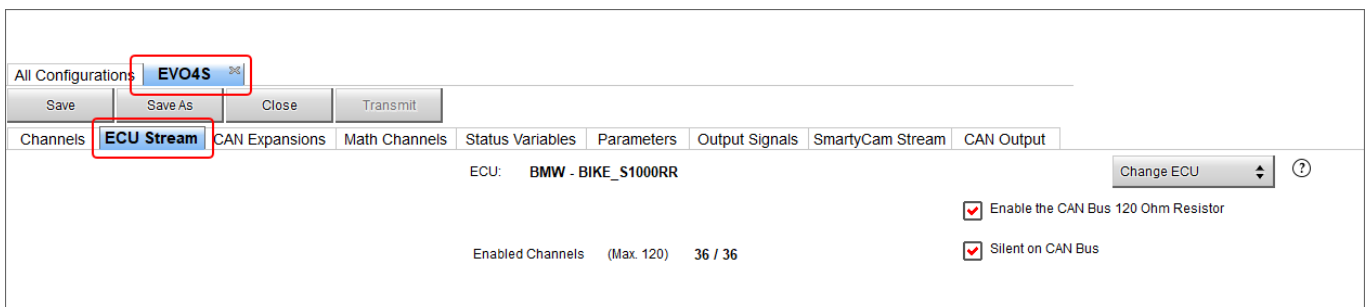 All Configurations EVO4S
Save Save As Close Transmit
Channels ECU Stream CAN Expansions Math Channels Status Variables Parameters Output Signals SmartyCam Stream CAN Output
ECU: BMW - BIKE_S1000RR Change ECU ?
Enable the CAN Bus 120 Ohm Resistor
Enabled Channels (Max. 120) 36 / 36 Silent on CAN Bus